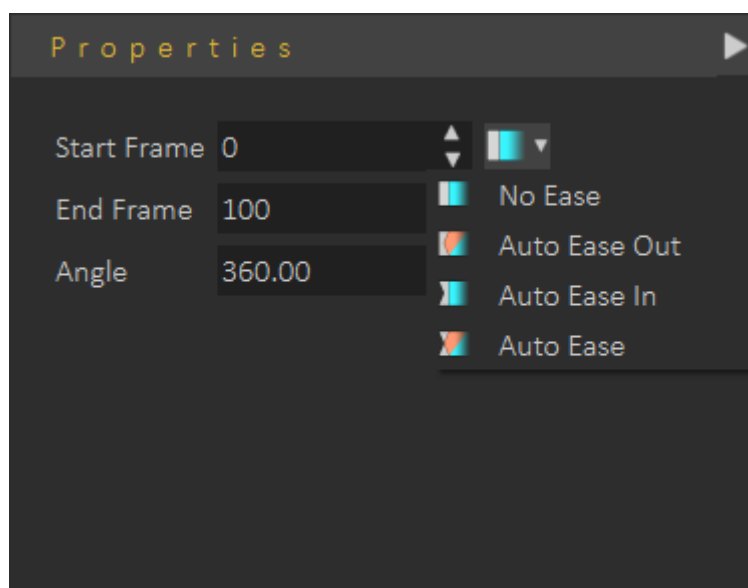 Properties
Start Frame 0
No Ease
End Frame 100
Auto Ease Out
Angle 360.00
Auto Ease In
Auto Ease